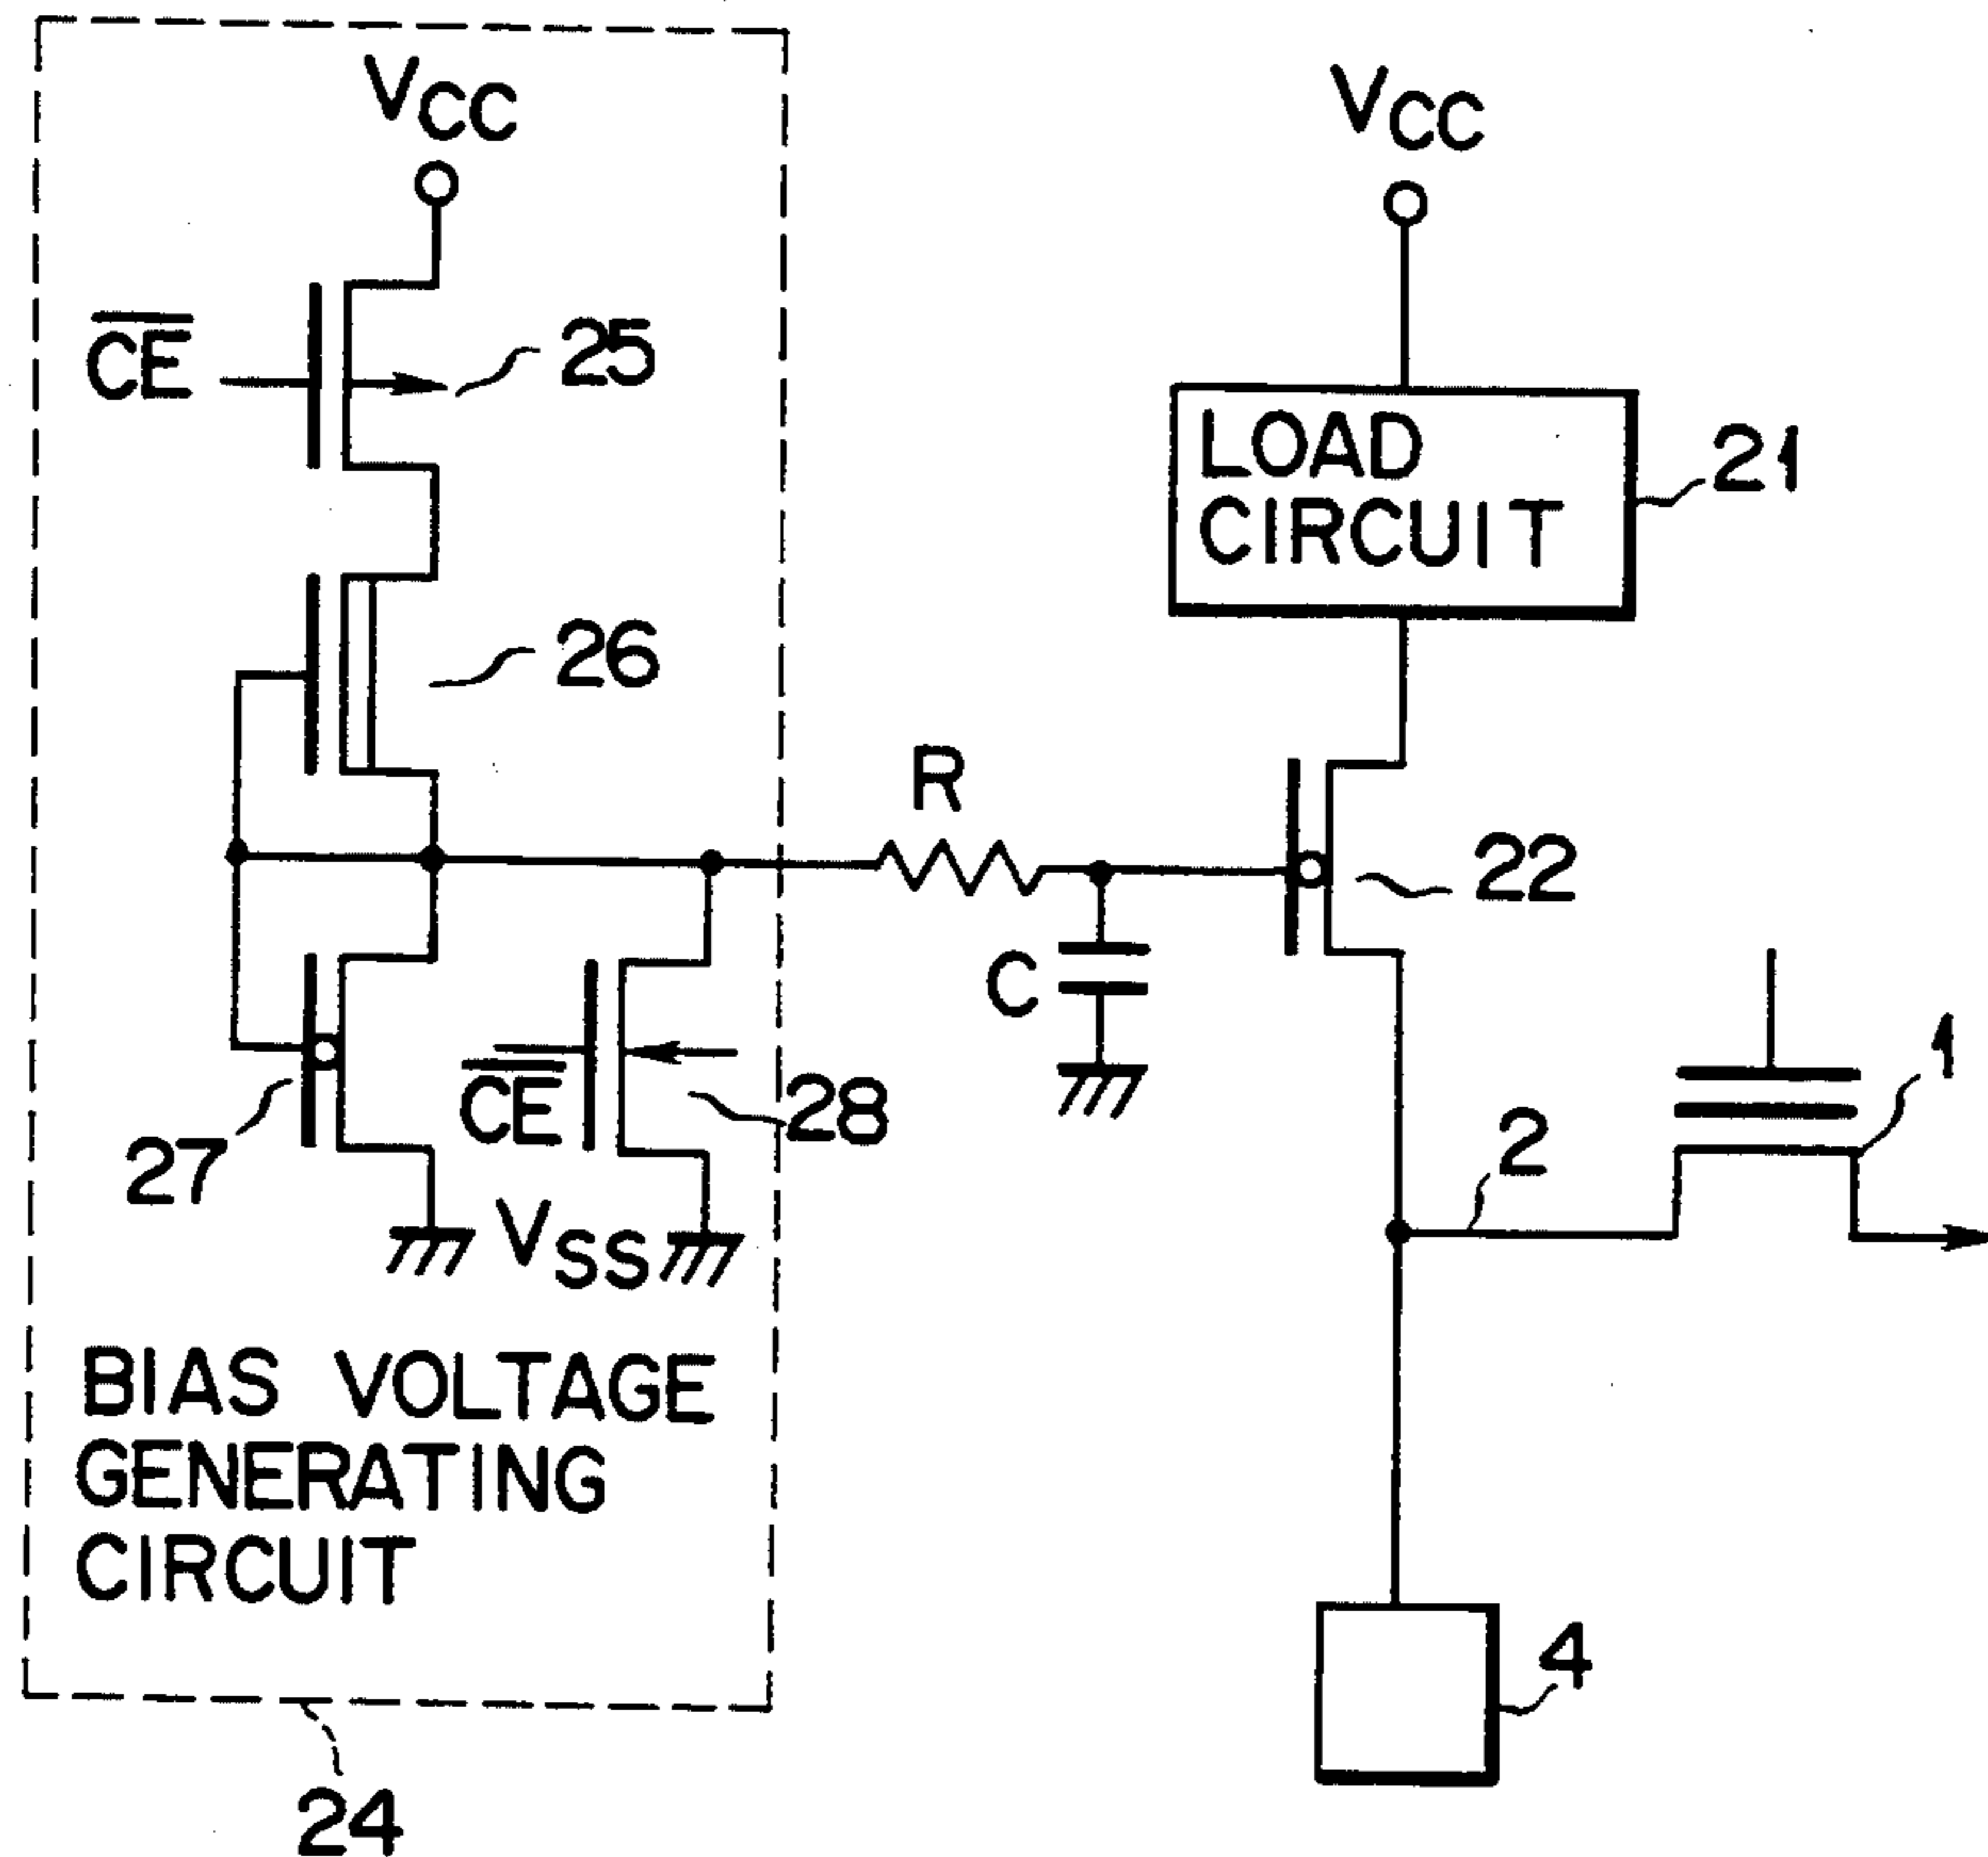 VCC
VCC
CE
25
LOAD
CIRCUIT
21
26
R
22
C
1
CE
28
2
27
VSS
BIAS VOLTAGE
GENERATING
CIRCUIT
4
24